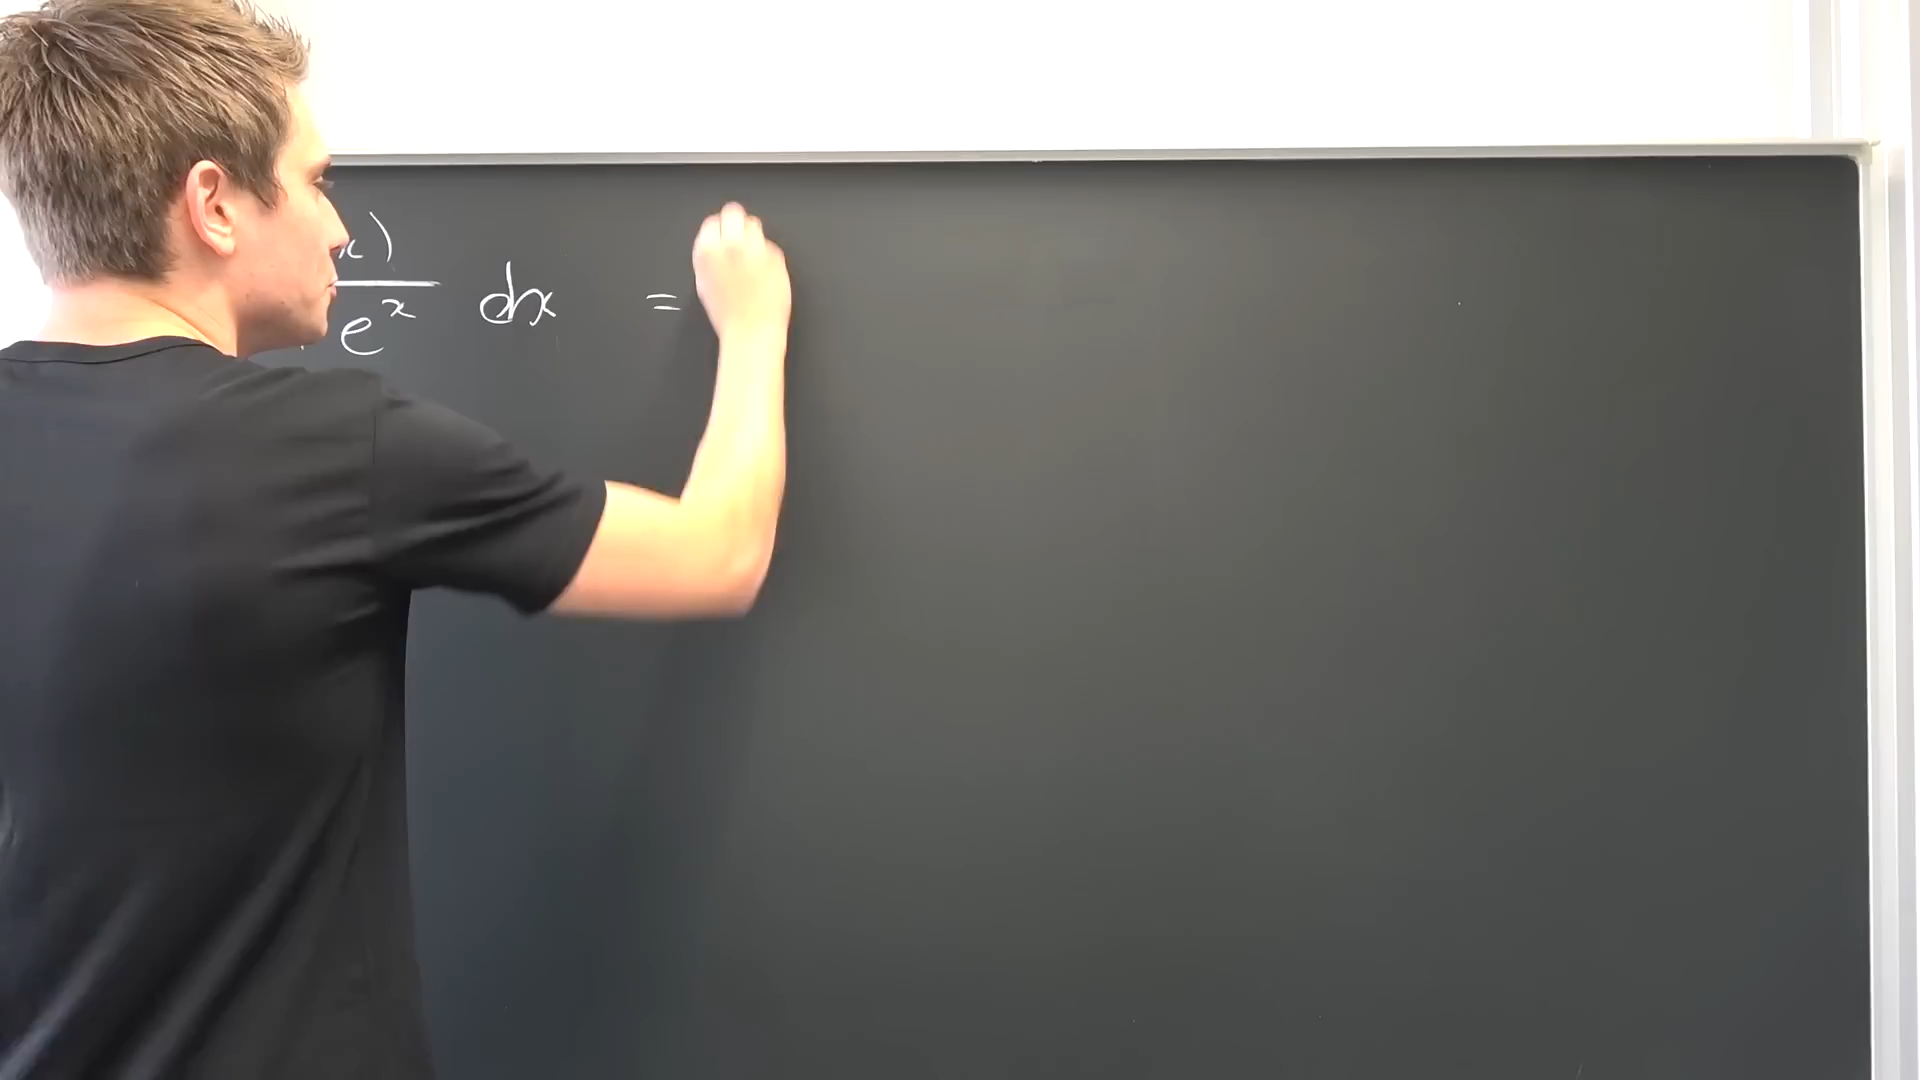 x)
e^x dx =